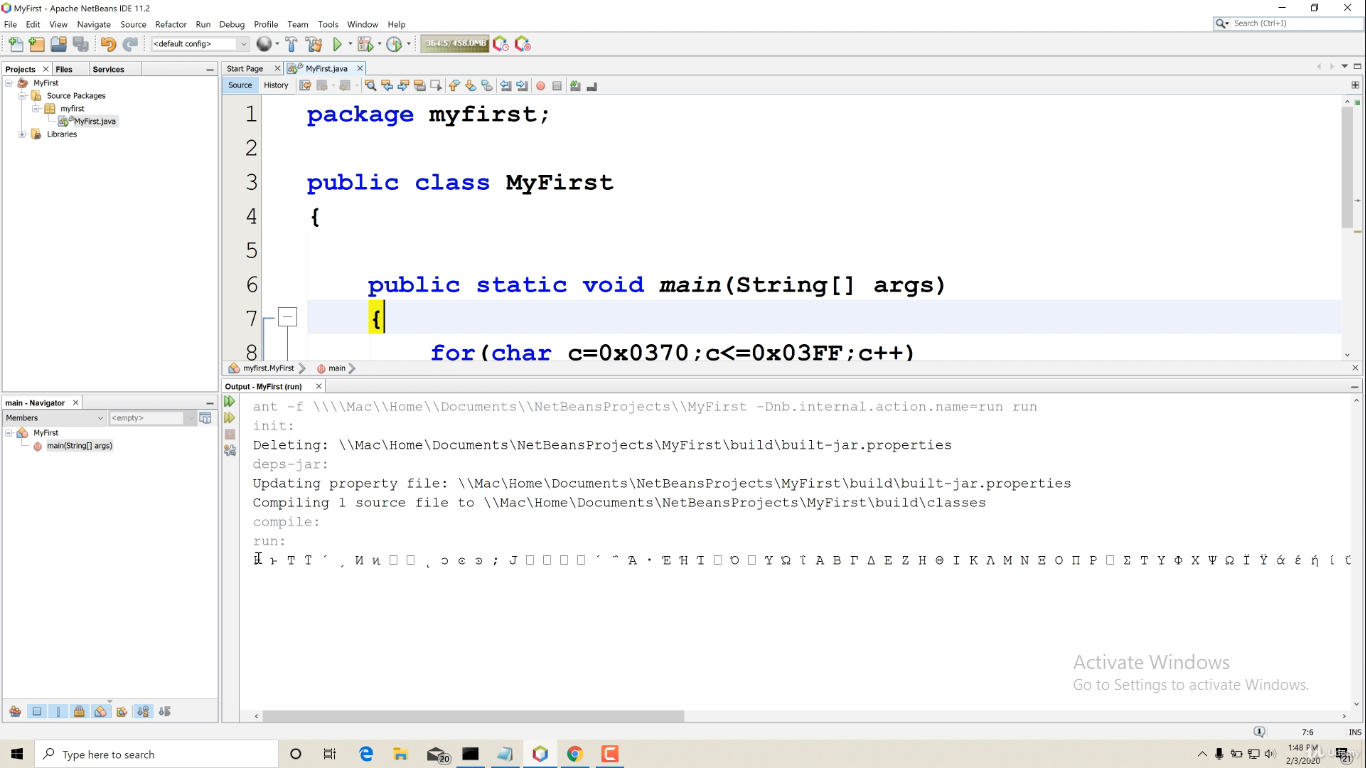 MyFirst - Apache NetBeans IDE 11.2
File Edit View Navigate Source Refactor Run Debug Profile Team Tools Window Help
Search (Ctrl+I)
<default config>
364.5/458.0MB
Projects Files Services
Start Page MyFirst.java
Source History
MyFirst
Source Packages
myfirst
MyFirst.java
Libraries
1 package myfirst;
2
3 public class MyFirst
4 {
5
6 public static void main(String[] args)
7 {
8 for(char c=0x0370;c<=0x03FF;c++)
myfirst.MyFirst main
Output - MyFirst (run)
main - Navigator
Members <empty>
MyFirst
main(String[] args)
ant -f \\\\Mac\\Home\\Documents\\NetBeansProjects\\MyFirst -Dnb.internal.action.name=run run
init:
Deleting: \\Mac\Home\Documents\NetBeansProjects\MyFirst\build\built-jar.properties
deps-jar:
Updating property file: \\Mac\Home\Documents\NetBeansProjects\MyFirst\build\built-jar.properties
Compiling 1 source file to \\Mac\Home\Documents\NetBeansProjects\MyFirst\build\classes
compile:
run:
Α Β Γ Δ Ε Ζ Η Θ Ι Κ Λ Μ Ν Ξ Ο Π Ρ Σ Τ Υ Φ Χ Ψ Ω Ϊ Ϋ ά έ ή ί
Activate Windows
Go to Settings to activate Windows.
7:6 INS
Type here to search
20
1:48 PM
2/3/2020
21